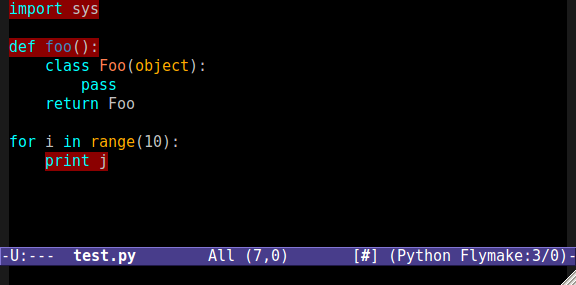 import sys
def foo():
    class Foo(object):
        pass
    return Foo
for i in range(10):
    print j
-U:---  test.py        All (7,0)       [#] (Python Flymake:3/0)-